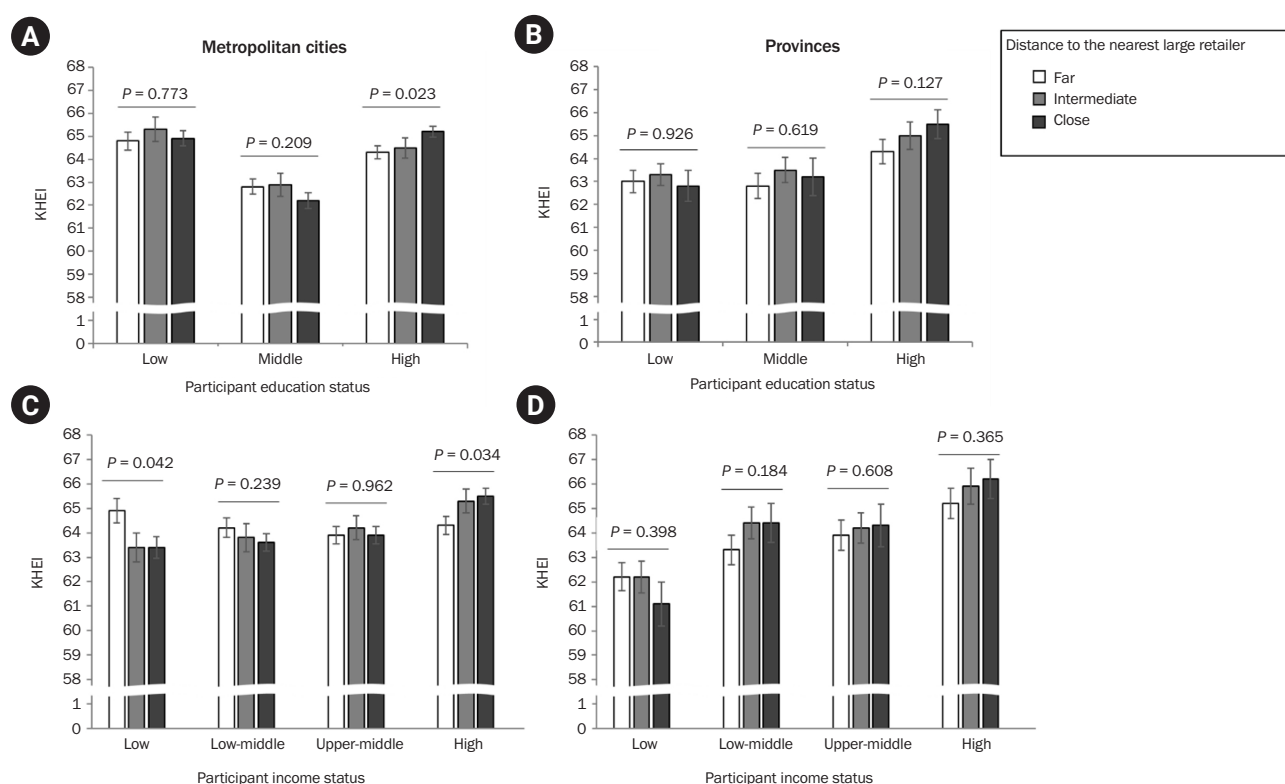 A
Metropolitan cities
68
67
66
65
64
63
62
61
60
59
58
1
0
KHEI
P = 0.773
P = 0.209
P = 0.023
Low
Middle
High
Participant education status
B
Provinces
68
67
66
65
64
63
62
61
60
59
58
1
0
KHEI
P = 0.926
P = 0.619
P = 0.127
Low
Middle
High
Participant education status
Distance to the nearest large retailer
Far
Intermediate
Close
C
68
67
66
65
64
63
62
61
60
59
58
1
0
KHEI
P = 0.042
P = 0.239
P = 0.962
P = 0.034
Low
Low-middle
Upper-middle
High
Participant income status
D
68
67
66
65
64
63
62
61
60
59
58
1
0
KHEI
P = 0.398
P = 0.184
P = 0.608
P = 0.365
Low
Low-middle
Upper-middle
High
Participant income status